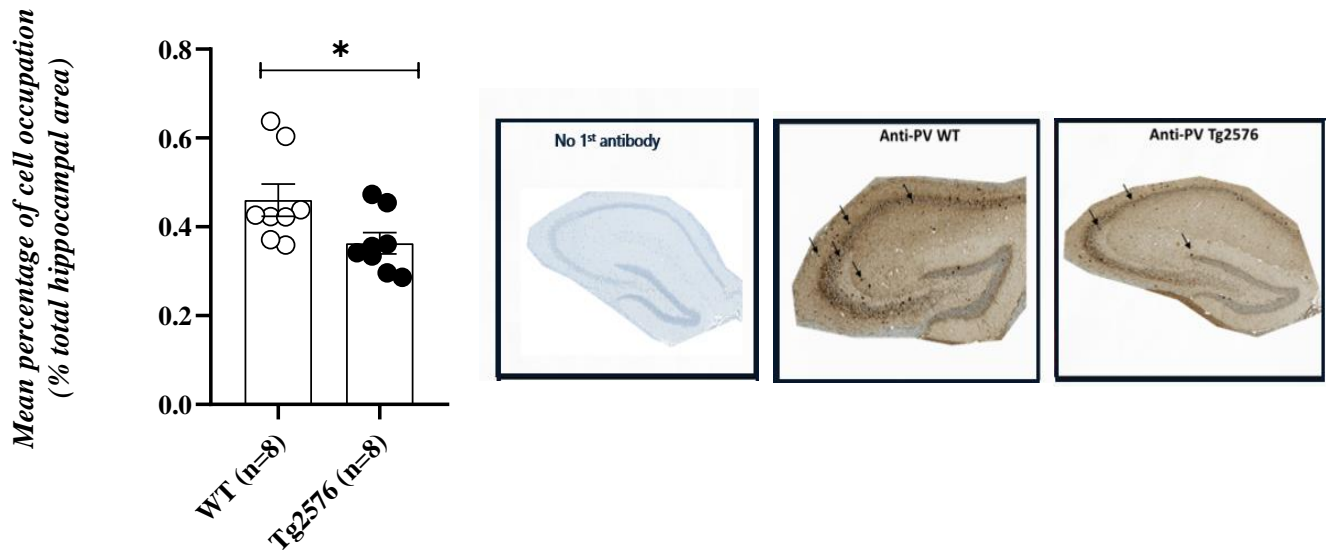 Mean percentage of cell occupation
(% total hippocampal area)
0.8
0.6
0.4
0.2
0.0
*
WT (n=8)
Tg2576 (n=8)
No 1st antibody
Anti-PV WT
Anti-PV Tg2576